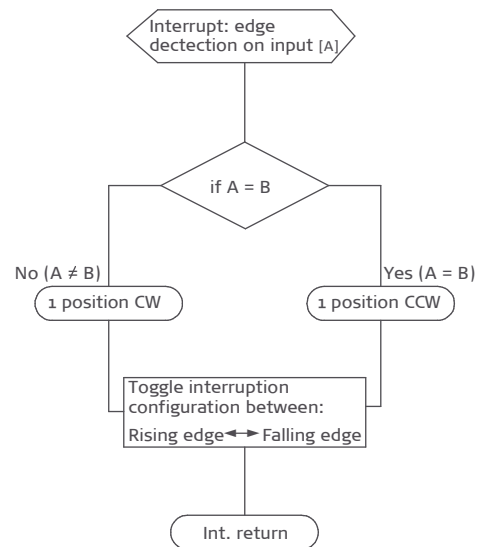 Interrupt: edge
dectection on input [A]
if A = B
No (A ≠ B)
Yes (A = B)
1 position CW
1 position CCW
Toggle interruption
configuration between:
Rising edge ↔ Falling edge
Int. return